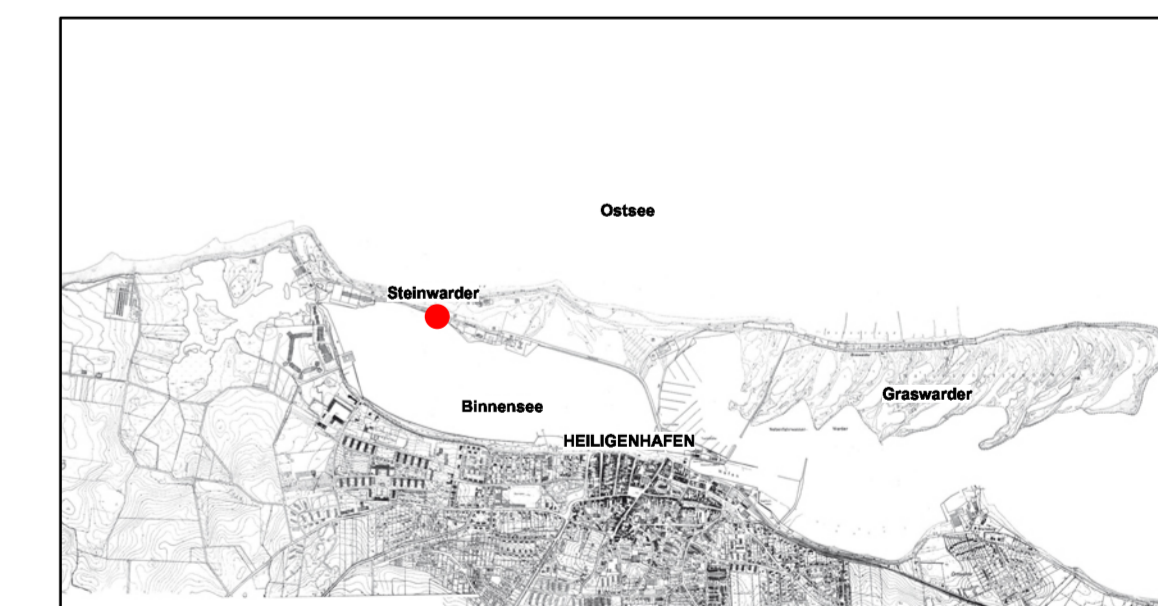 Ostsee
Steinwarder
Graswarder
Binnensee
HEILIGENHAFEN